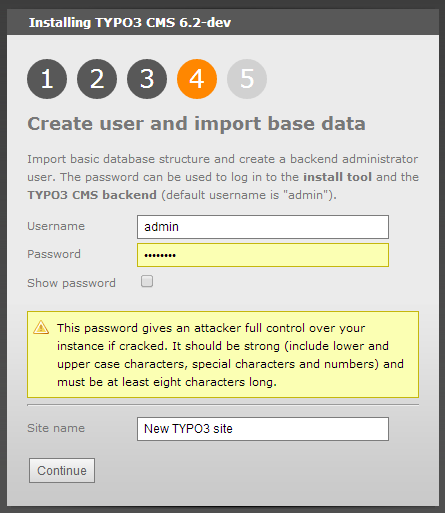 Installing TYPO3 CMS 6.2-dev
1 2 3 4 5
Create user and import base data
Import basic database structure and create a backend administrator
user. The password can be used to log in to the install tool and the
TYPO3 CMS backend (default username is "admin").
Username admin
Password ••••••••
Show password
This password gives an attacker full control over your
instance if cracked. It should be strong (include lower and
upper case characters, special characters and numbers) and
must be at least eight characters long.
Site name New TYPO3 site
Continue